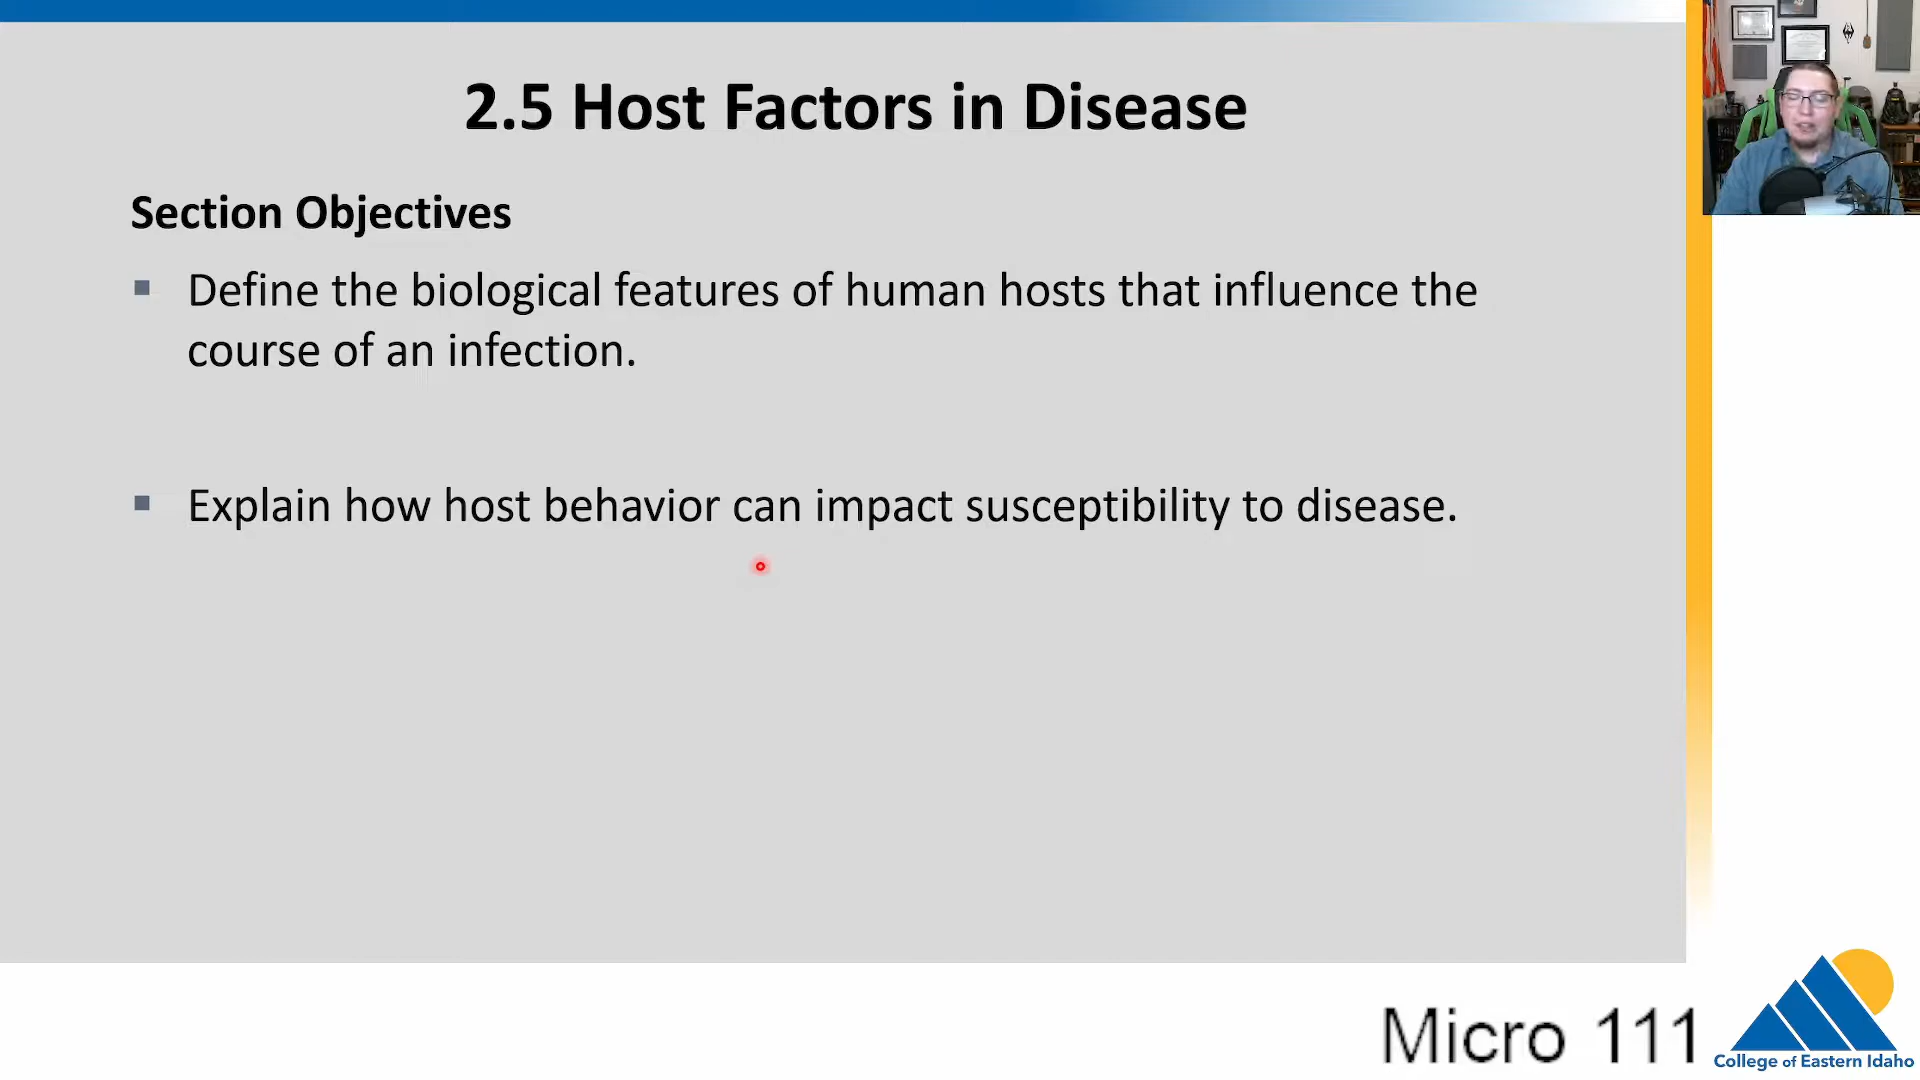 2.5 Host Factors in Disease
Section Objectives
Define the biological features of human hosts that influence the
course of an infection.
Explain how host behavior can impact susceptibility to disease.
Micro 111
College of Eastern Idaho